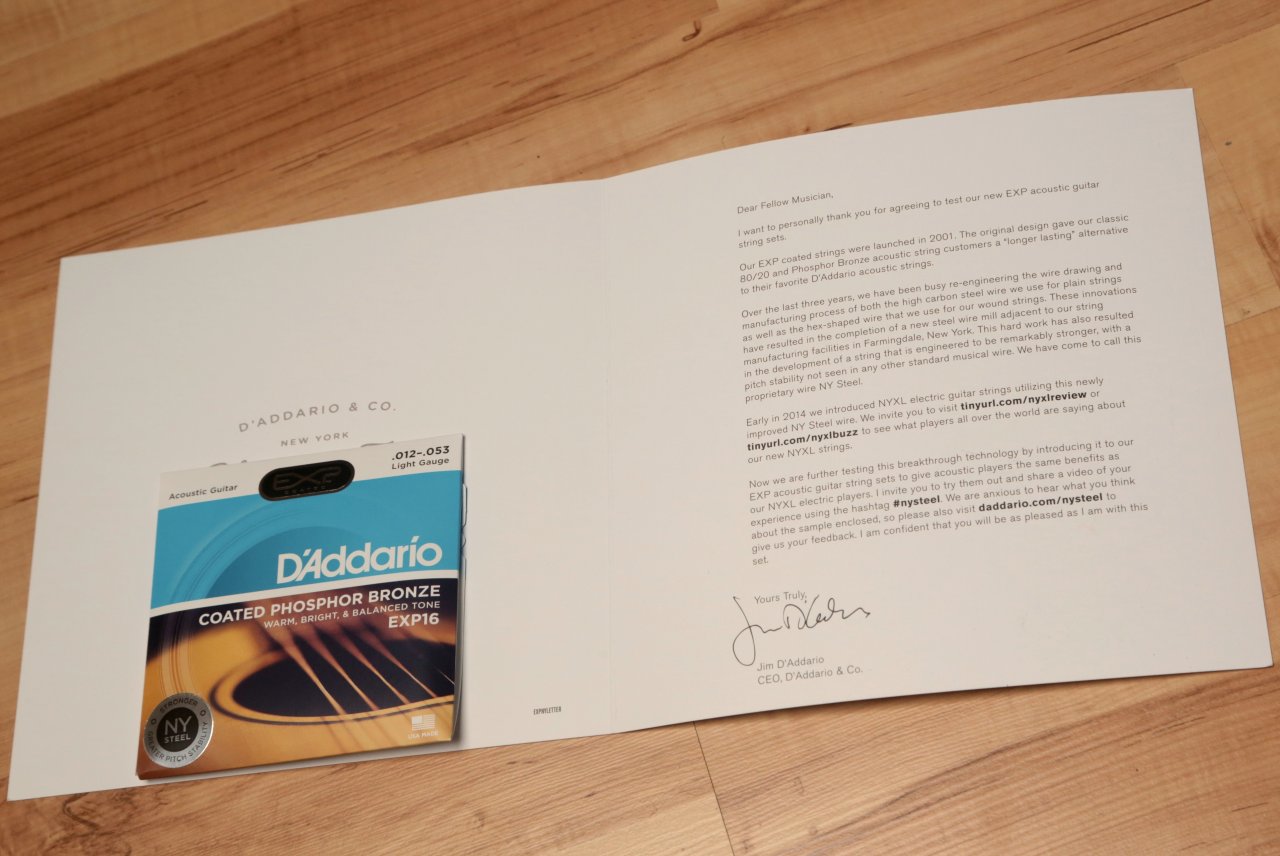 D'ADDARIO & CO.
NEW YORK
Acoustic Guitar
EXP
.012-.053
Light Gauge
D'Addario
COATED PHOSPHOR BRONZE
WARM, BRIGHT, & BALANCED TONE
EXP16
STRONGER
NY
STEEL
GREATER PITCH STABILITY
USA MADE
EXPNYLETTER
Dear Fellow Musician,
I want to personally thank you for agreeing to test our new EXP acoustic guitar
string sets.
Our EXP coated strings were launched in 2001. The original design gave our classic
80/20 and Phosphor Bronze acoustic string customers a "longer lasting" alternative
to their favorite D'Addario acoustic strings.
Over the last three years, we have been busy re-engineering the wire drawing and
manufacturing process of both the high carbon steel wire we use for plain strings
as well as the hex-shaped wire that we use for our wound strings. These innovations
have resulted in the completion of a new steel wire mill adjacent to our string
manufacturing facilities in Farmingdale, New York. This hard work has also resulted
in the development of a string that is engineered to be remarkably stronger, with a
pitch stability not seen in any other standard musical wire. We have come to call this
proprietary wire NY Steel.
Early in 2014 we introduced NYXL electric guitar strings utilizing this newly
improved NY Steel wire. We invite you to visit tinyurl.com/nyxlreview or
tinyurl.com/nyxlbuzz to see what players all over the world are saying about
our new NYXL strings.
Now we are further testing this breakthrough technology by introducing it to our
EXP acoustic guitar string sets to give acoustic players the same benefits as
our NYXL electric players. I invite you to try them out and share a video of your
experience using the hashtag #nysteel. We are anxious to hear what you think
about the sample enclosed, so please also visit daddario.com/nysteel to
give us your feedback. I am confident that you will be as pleased as I am with this
set.
Yours Truly,
Jim D'Addario
CEO, D'Addario & Co.